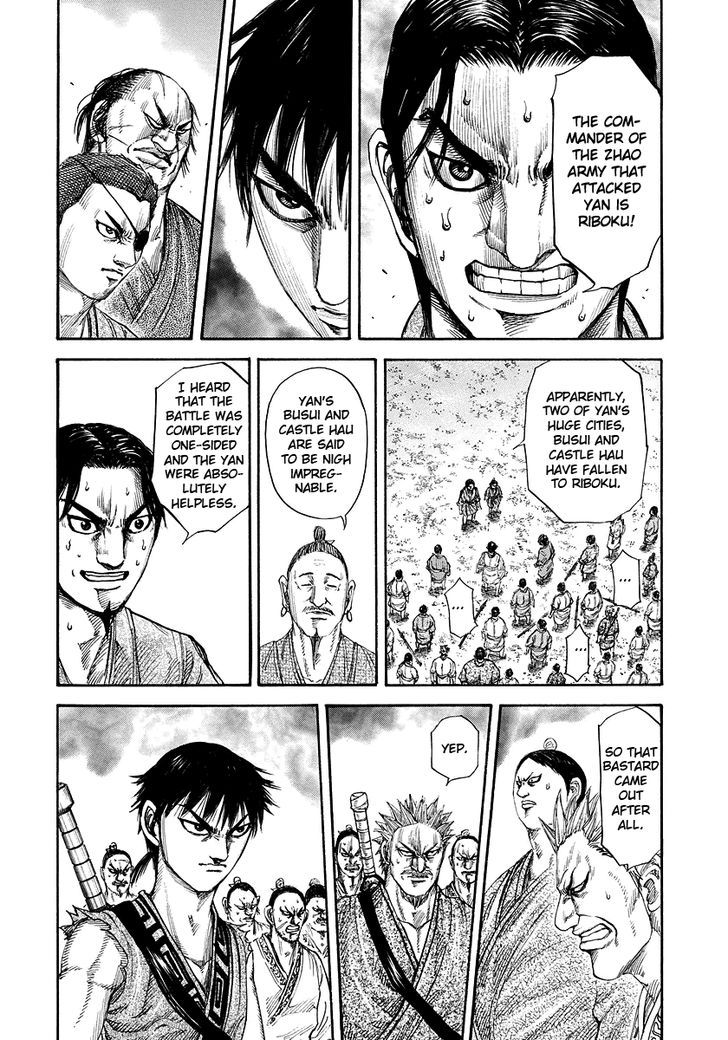 THE COM-
MANDER OF
THE ZHAO
ARMY THAT
ATTACKED
YAN IS
RIBOKU!
APPARENTLY,
TWO OF YAN'S
HUGE CITIES,
BUSUI AND
CASTLE HAU
HAVE FALLEN
TO RIBOKU.
...
...
...
YAN'S
BUSUI AND
CASTLE HAU
ARE SAID
TO BE NIGH
IMPREG-
NABLE.
I HEARD
THAT THE
BATTLE WAS
COMPLETELY
ONE-SIDED
AND THE YAN
WERE ABSO-
LUTELY
HELPLESS.
SO THAT
BASTARD
CAME
OUT
AFTER
ALL.
YEP.